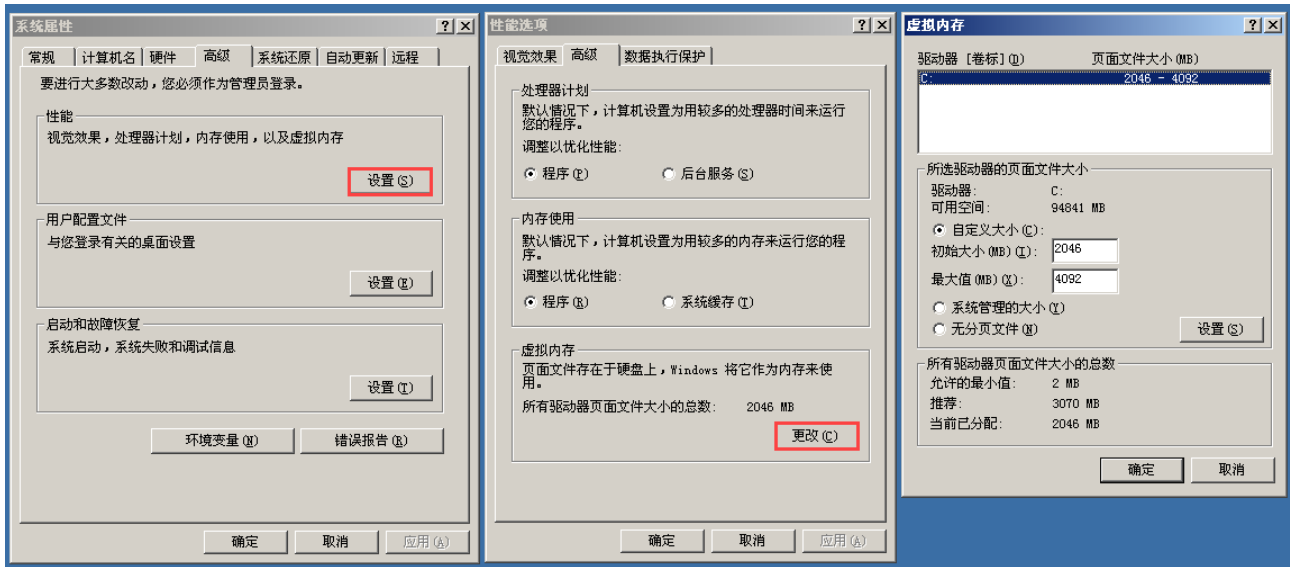 系统属性
常规 计算机名 硬件 高级 系统还原 自动更新 远程
要进行大多数改动，您必须作为管理员登录。
性能
视觉效果，处理器计划，内存使用，以及虚拟内存
设置(S)
用户配置文件
与您登录有关的桌面设置
设置(E)
启动和故障恢复
系统启动，系统失败和调试信息
设置(T)
环境变量(N) 错误报告(R)
确定 取消 应用(A)
性能选项
视觉效果 高级 数据执行保护
处理器计划
默认情况下，计算机设置为用较多的处理器时间来运行
您的程序。
调整以优化性能:
程序(P) 后台服务(S)
内存使用
默认情况下，计算机设置为用较多的内存来运行您的程
序。
调整以优化性能:
程序(R) 系统缓存(T)
虚拟内存
页面文件存在于硬盘上，Windows 将它作为内存来使
用。
所有驱动器页面文件大小的总数: 2046 MB
更改(C)
确定 取消 应用(A)
虚拟内存
驱动器 [卷标](D) 页面文件大小(MB)
C: 2046 - 4092
所选驱动器的页面文件大小
驱动器: C:
可用空间: 94841 MB
自定义大小(C):
初始大小(MB)(I): 2046
最大值(MB)(X): 4092
系统管理的大小(Y)
无分页文件(N) 设置(S)
所有驱动器页面文件大小的总数
允许的最小值: 2 MB
推荐: 3070 MB
当前已分配: 2046 MB
确定 取消